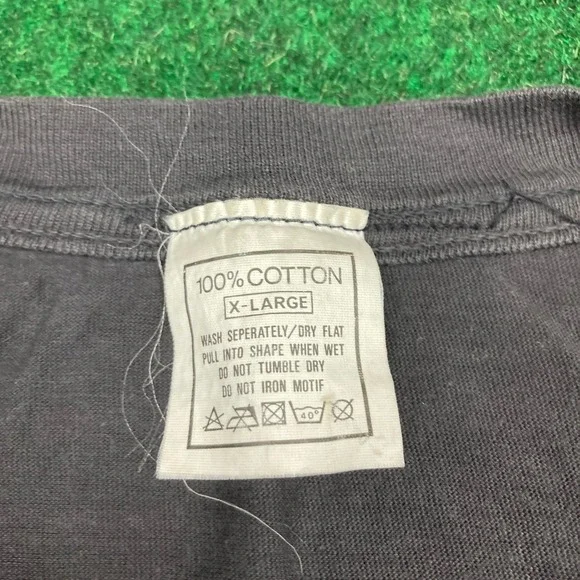 100% COTTON
X-LARGE
WASH SEPERATELY/DRY FLAT
PULL INTO SHAPE WHEN WET
DO NOT TUMBLE DRY
DO NOT IRON MOTIF
40°